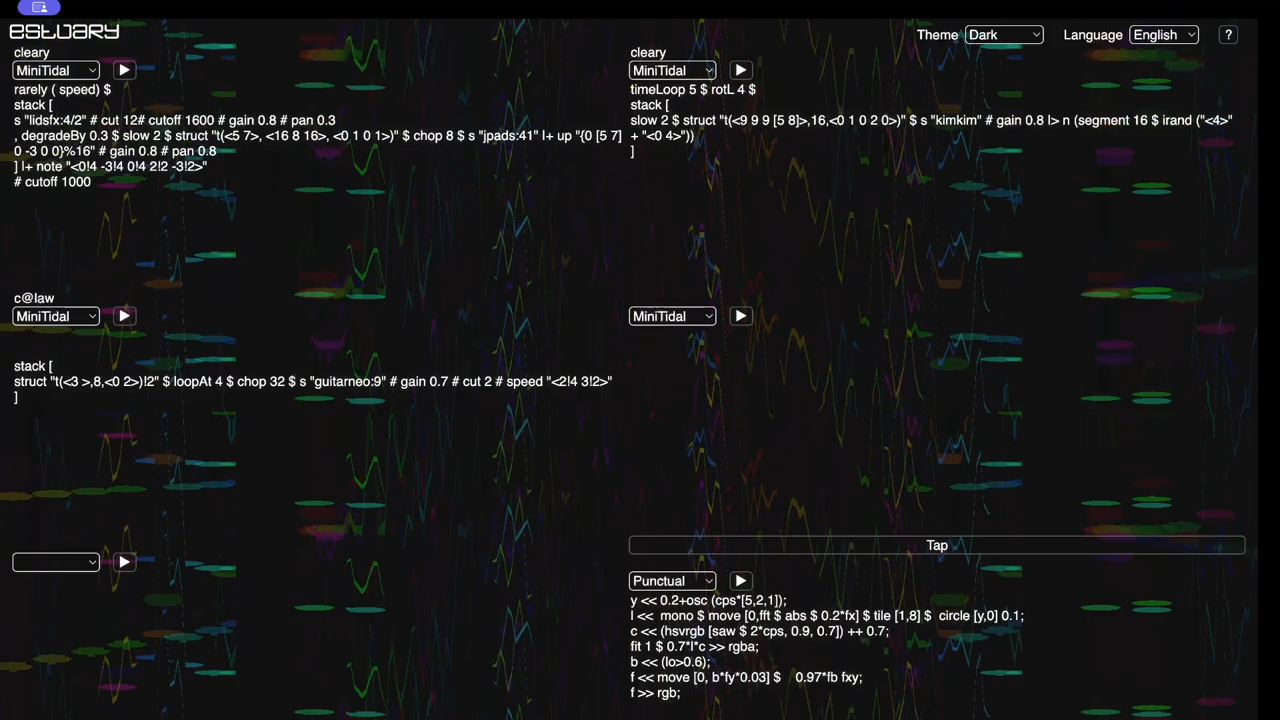 estuary
Theme Dark Language English ?
cleary
MiniTidal
rarely ( speed) $
stack [
s "lidsfx:4/2" # cut 12# cutoff 1600 # gain 0.8 # pan 0.3
, degradeBy 0.3 $ slow 2 $ struct "t(<5 7>, <16 8 16>, <0 1 0 1>)" $ chop 8 $ s "jpads:41" |+ up "{0 [5 7]
0 -3 0 0}%16" # gain 0.8 # pan 0.8
] |+ note "<0!4 -3!4 0!4 2!2 -3!2>"
# cutoff 1000
cleary
MiniTidal
timeLoop 5 $ rotL 4 $
stack [
slow 2 $ struct "t(<9 9 9 [5 8]>,16,<0 1 0 2 0>)" $ s "kimkim" # gain 0.8 |> n (segment 16 $ irand ("<4>"
+ "<0 4>"))
]
c@law
MiniTidal
stack [
struct "t(<3 >,8,<0 2>)!2" $ loopAt 4 $ chop 32 $ s "guitarneo:9" # gain 0.7 # cut 2 # speed "<2!4 3!2>"
]
MiniTidal
Tap
Punctual
y << 0.2+osc (cps*[5,2,1]);
l << mono $ move [0,fft $ abs $ 0.2*fx] $ tile [1,8] $ circle [y,0] 0.1;
c << (hsvrgb [saw $ 2*cps, 0.9, 0.7]) ++ 0.7;
fit 1 $ 0.7*l*c >> rgba;
b << (lo>0.6);
f << move [0, b*fy*0.03] $ 0.97*fb fxy;
f >> rgb;